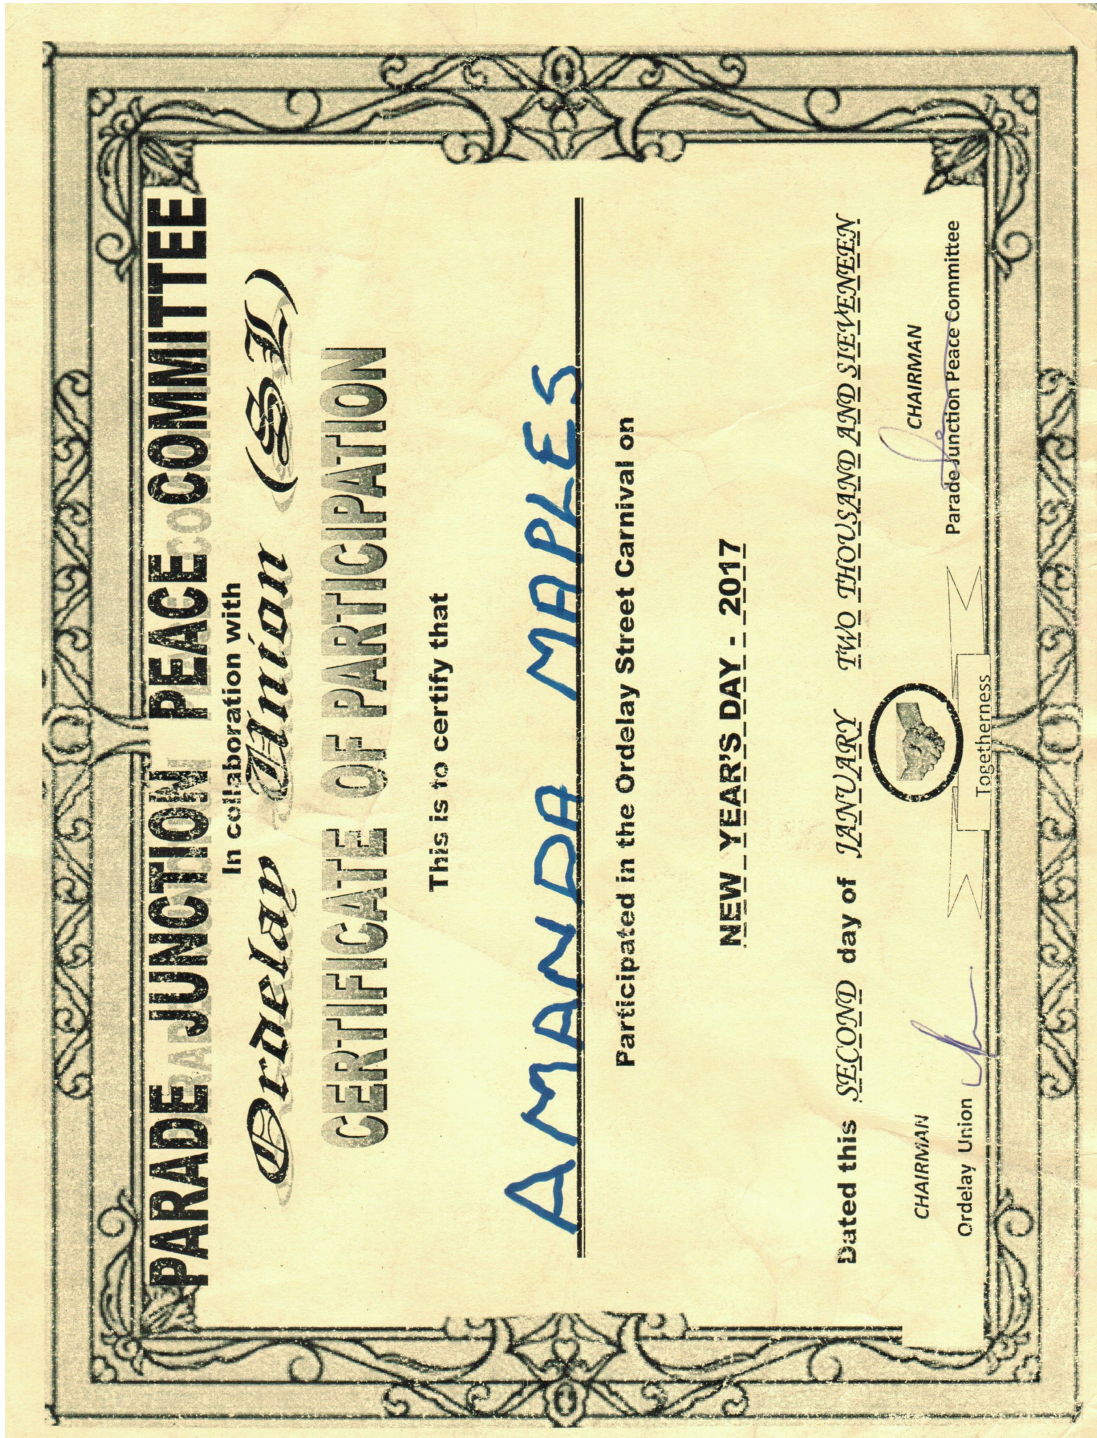 PARADE JUNCTION PEACE COMMITTEE
In collaboration with
Ordelay Union (SL)
CERTIFICATE OF PARTICIPATION
This is to certify that
AMANDA MAPLES
Participated in the Ordelay Street Carnival on
NEW YEAR'S DAY - 2017
Dated this SECOND day of JANUARY TWO THOUSAND AND SIEVENEEN
CHAIRMAN
Ordelay Union
Togetherness
CHAIRMAN
Parade Junction Peace Committee